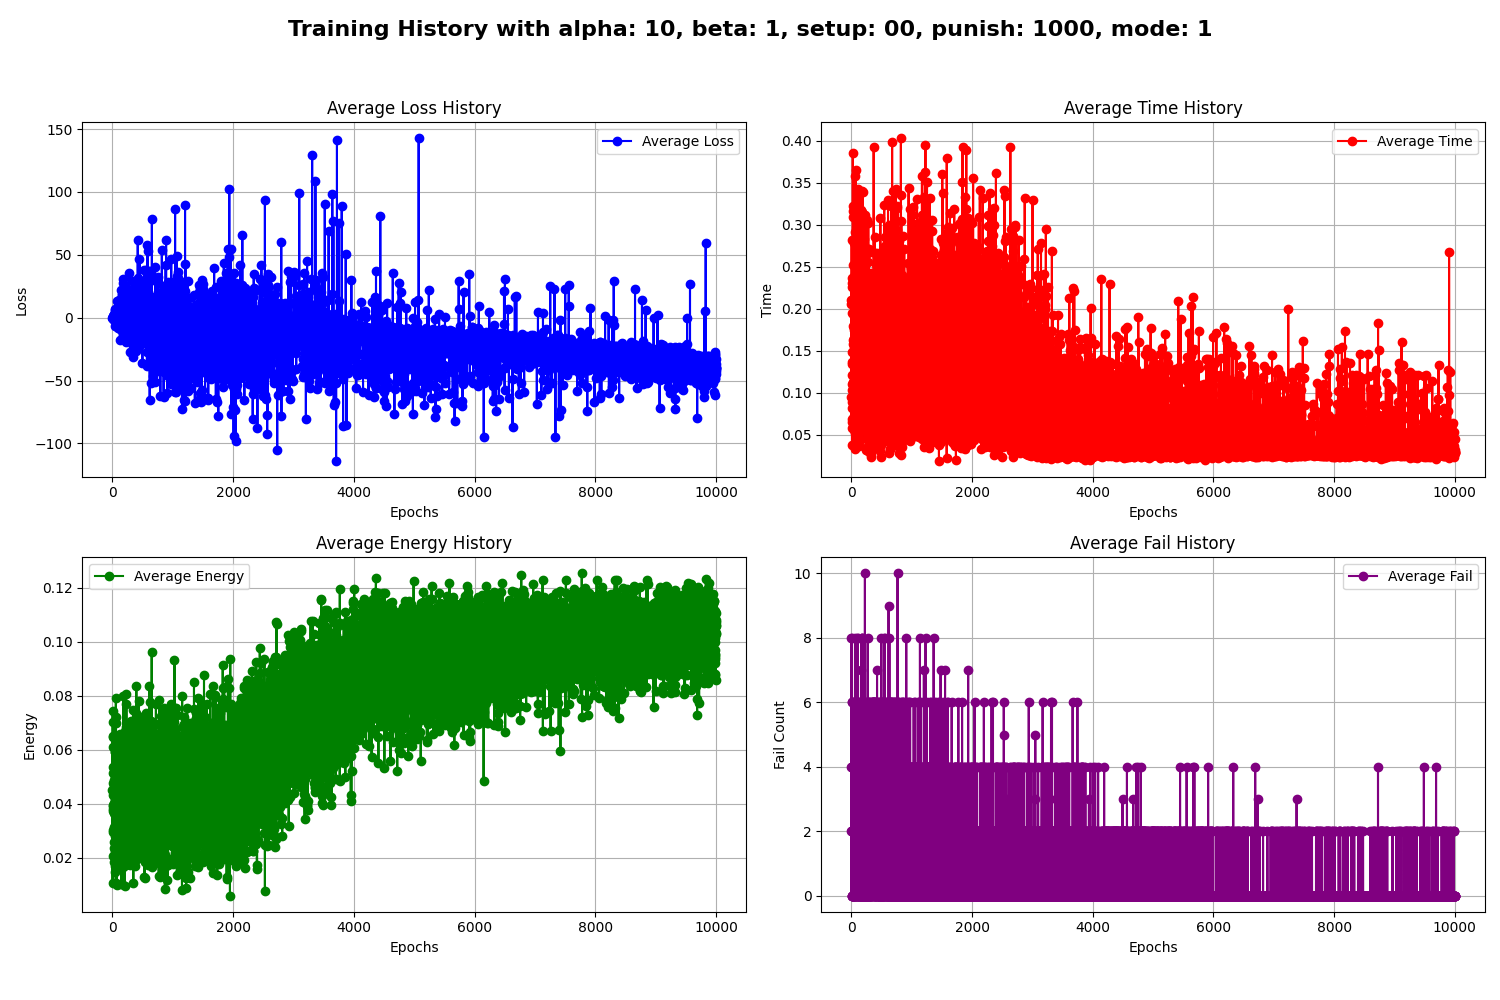 Training History with alpha: 10, beta: 1, setup: 00, punish: 1000, mode: 1
Average Loss History
150
100
50
0
−50
−100
Loss
Average Loss
0 2000 4000 6000 8000 10000
Epochs
Average Time History
0.40
0.35
0.30
0.25
0.20
0.15
0.10
0.05
Time
Average Time
0 2000 4000 6000 8000 10000
Epochs
Average Energy History
0.12
0.10
0.08
0.06
0.04
0.02
Energy
Average Energy
0 2000 4000 6000 8000 10000
Epochs
Average Fail History
10
8
6
4
2
0
Fail Count
Average Fail
0 2000 4000 6000 8000 10000
Epochs